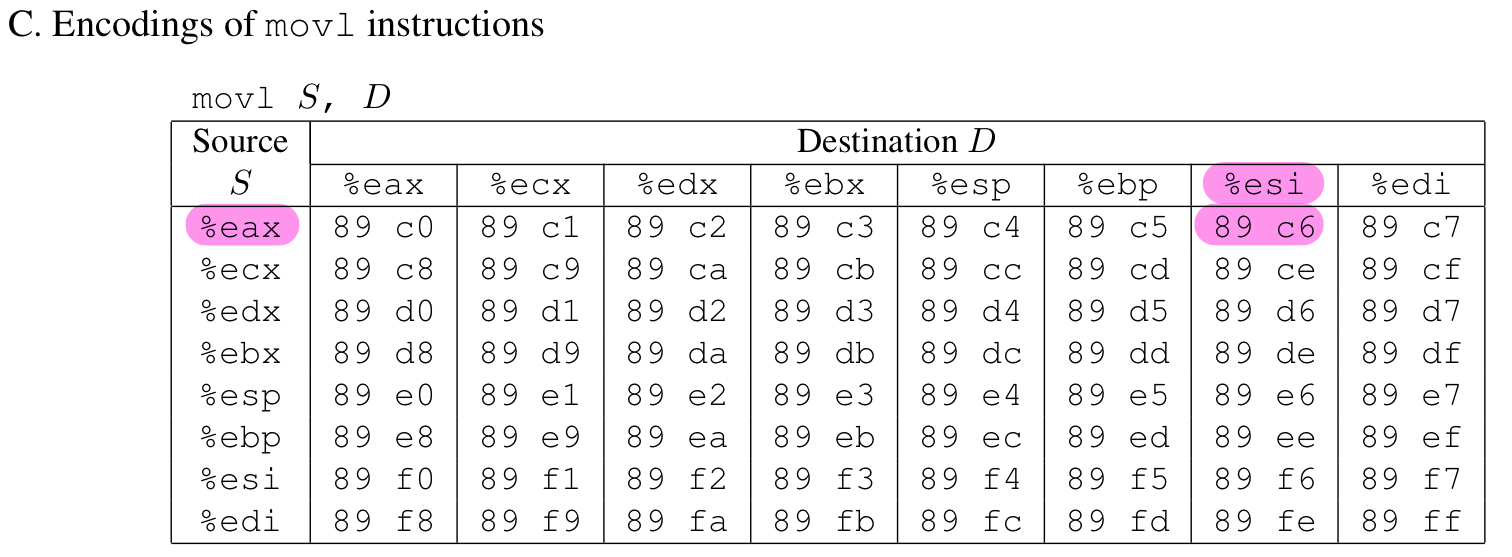 C. Encodings of movl instructions
movl S, D
Source Destination D
S %eax %ecx %edx %ebx %esp %ebp %esi %edi
%eax 89 c0 89 c1 89 c2 89 c3 89 c4 89 c5 89 c6 89 c7
%ecx 89 c8 89 c9 89 ca 89 cb 89 cc 89 cd 89 ce 89 cf
%edx 89 d0 89 d1 89 d2 89 d3 89 d4 89 d5 89 d6 89 d7
%ebx 89 d8 89 d9 89 da 89 db 89 dc 89 dd 89 de 89 df
%esp 89 e0 89 e1 89 e2 89 e3 89 e4 89 e5 89 e6 89 e7
%ebp 89 e8 89 e9 89 ea 89 eb 89 ec 89 ed 89 ee 89 ef
%esi 89 f0 89 f1 89 f2 89 f3 89 f4 89 f5 89 f6 89 f7
%edi 89 f8 89 f9 89 fa 89 fb 89 fc 89 fd 89 fe 89 ff